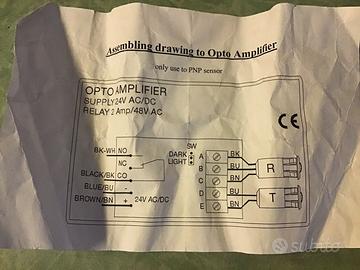 Assembling drawing to Opto Amplifier
only use to PNP sensor
OPTO AMPLIFIER
SUPPLY 24V AC/DC
RELAY 2 Amp/48V AC
CE
SW
BK-WH NO
DARK
LIGHT
A BK
NC
B BU
R
BLACK/BK CO
C BN
BLUE/BU -
D BU
T
BROWN/BN + 24V AC/DC
E BN
subito